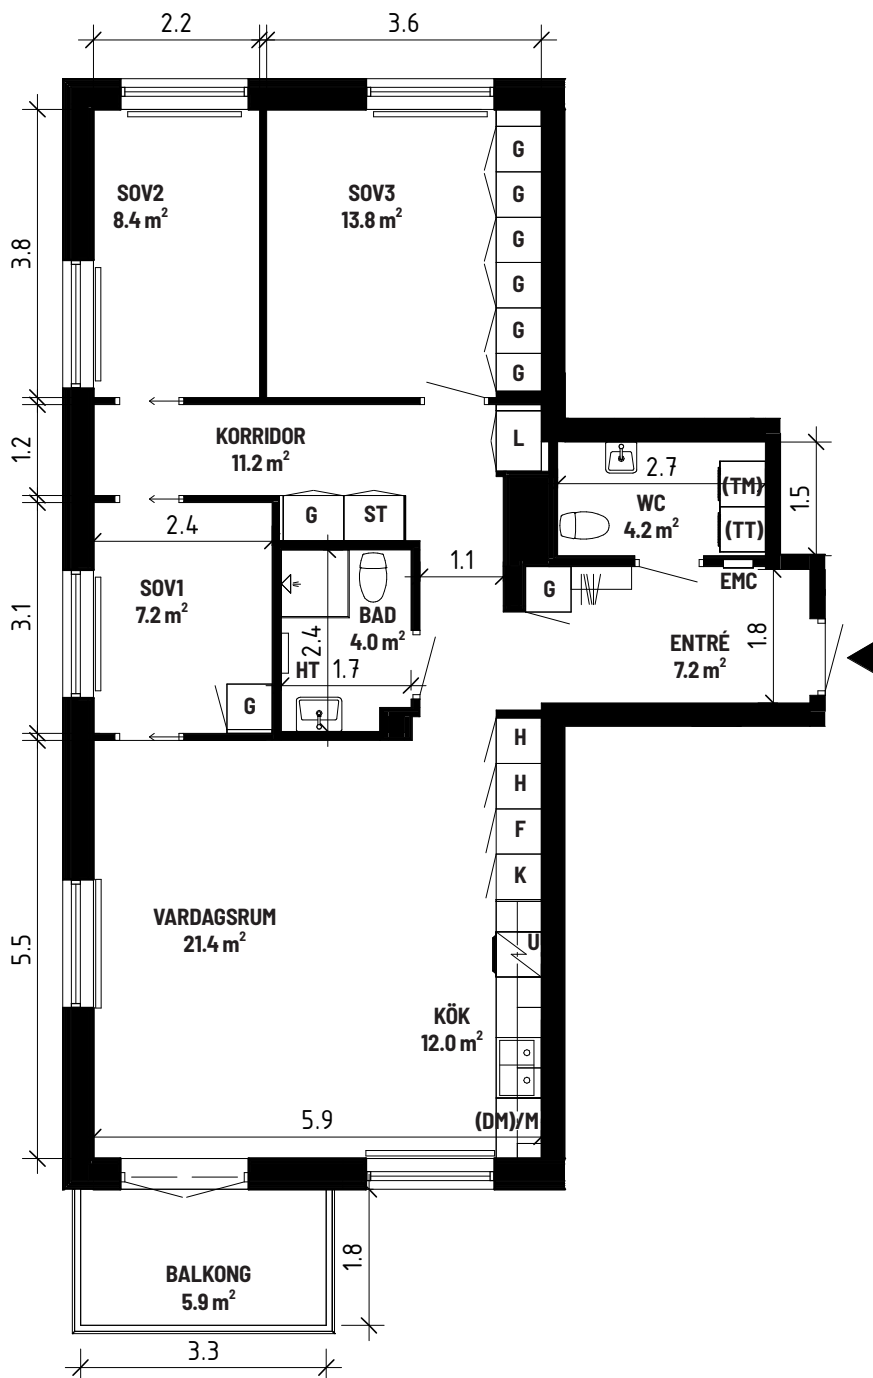 2.2
3.6
3.8
SOV2
8.4 m²
SOV3
13.8 m²
G
G
G
G
G
G
1.2
KORRIDOR
11.2 m²
L
2.7
WC
4.2 m²
(TM)
(TT)
1.5
G
ST
2.4
1.1
EMC
3.1
SOV1
7.2 m²
BAD
4.0 m²
2.4
HT
1.7
G
ENTRÉ
7.2 m²
1.8
G
H
H
F
K
5.5
VARDAGSRUM
21.4 m²
U
KÖK
12.0 m²
5.9
(DM)/M
BALKONG
5.9 m²
1.8
3.3